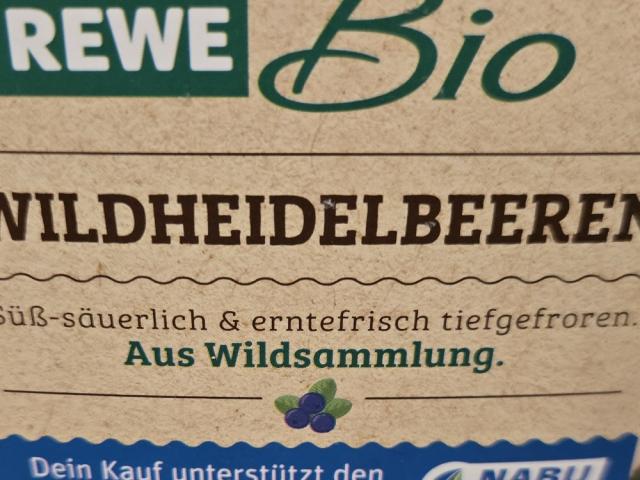 REWE Bio
WILDHEIDELBEEREN
Süß-säuerlich & erntefrisch tiefgefroren.
Aus Wildsammlung.
Dein Kauf unterstützt den
NABU